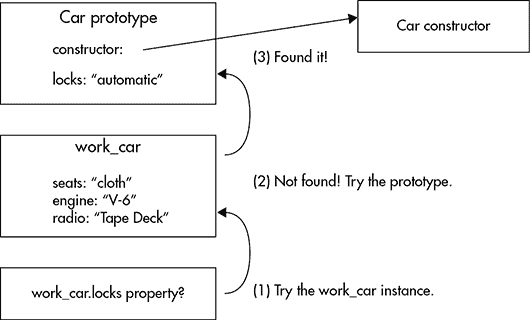 Car prototype
constructor:
locks: “automatic”
Car constructor
(3) Found it!
work_car
seats: “cloth”
engine: “V-6”
radio: “Tape Deck”
(2) Not found! Try the prototype.
work_car.locks property?
(1) Try the work_car instance.